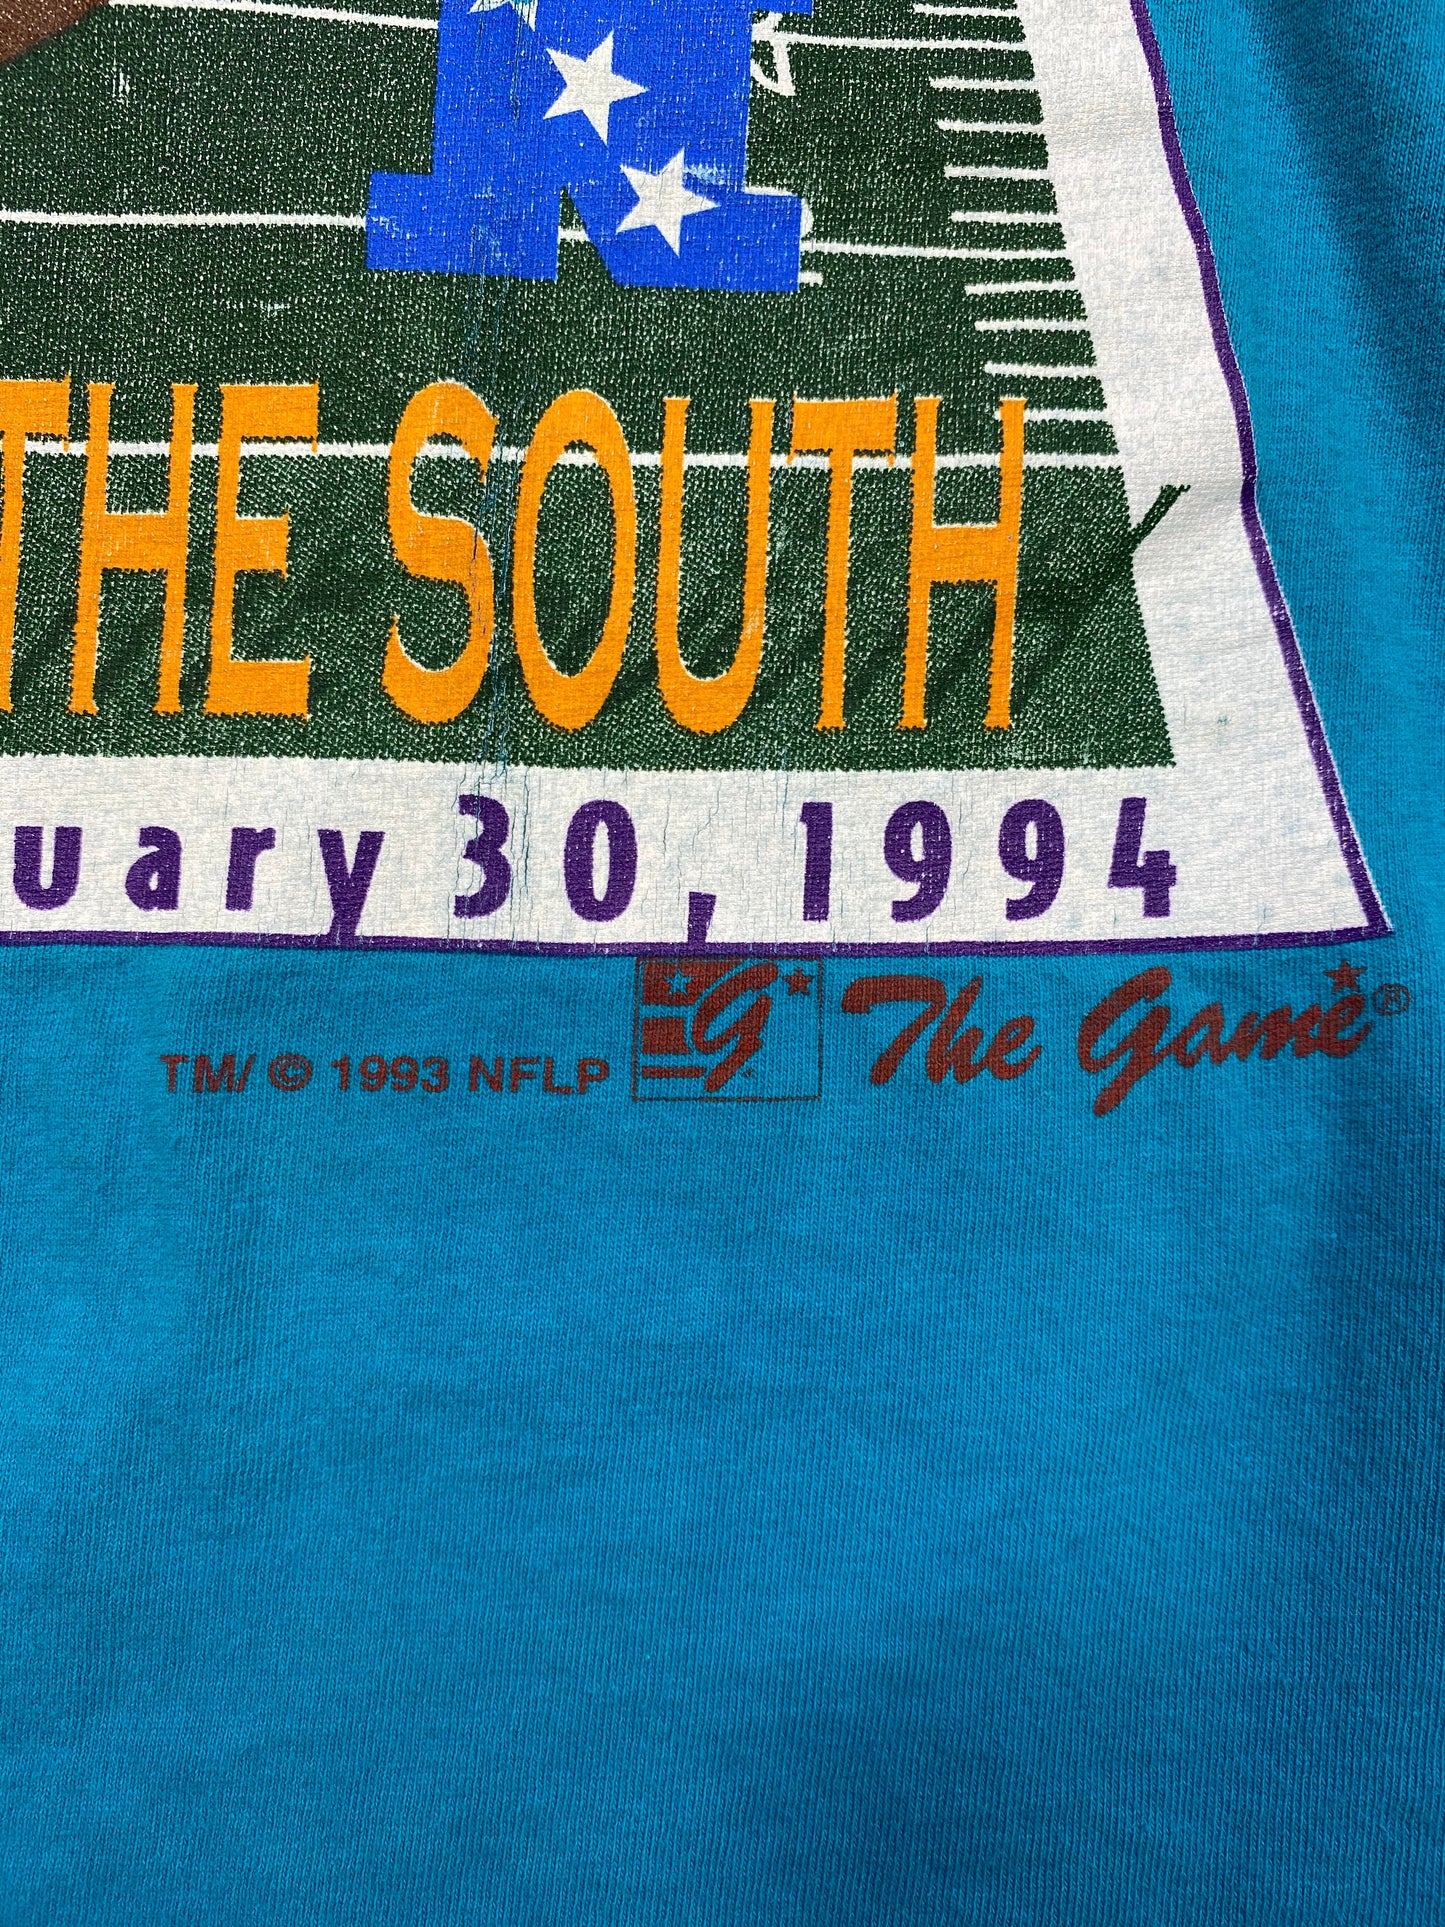 N
THE SOUTH
uary 30, 1994
TM/ © 1993 NFLP G The Game®